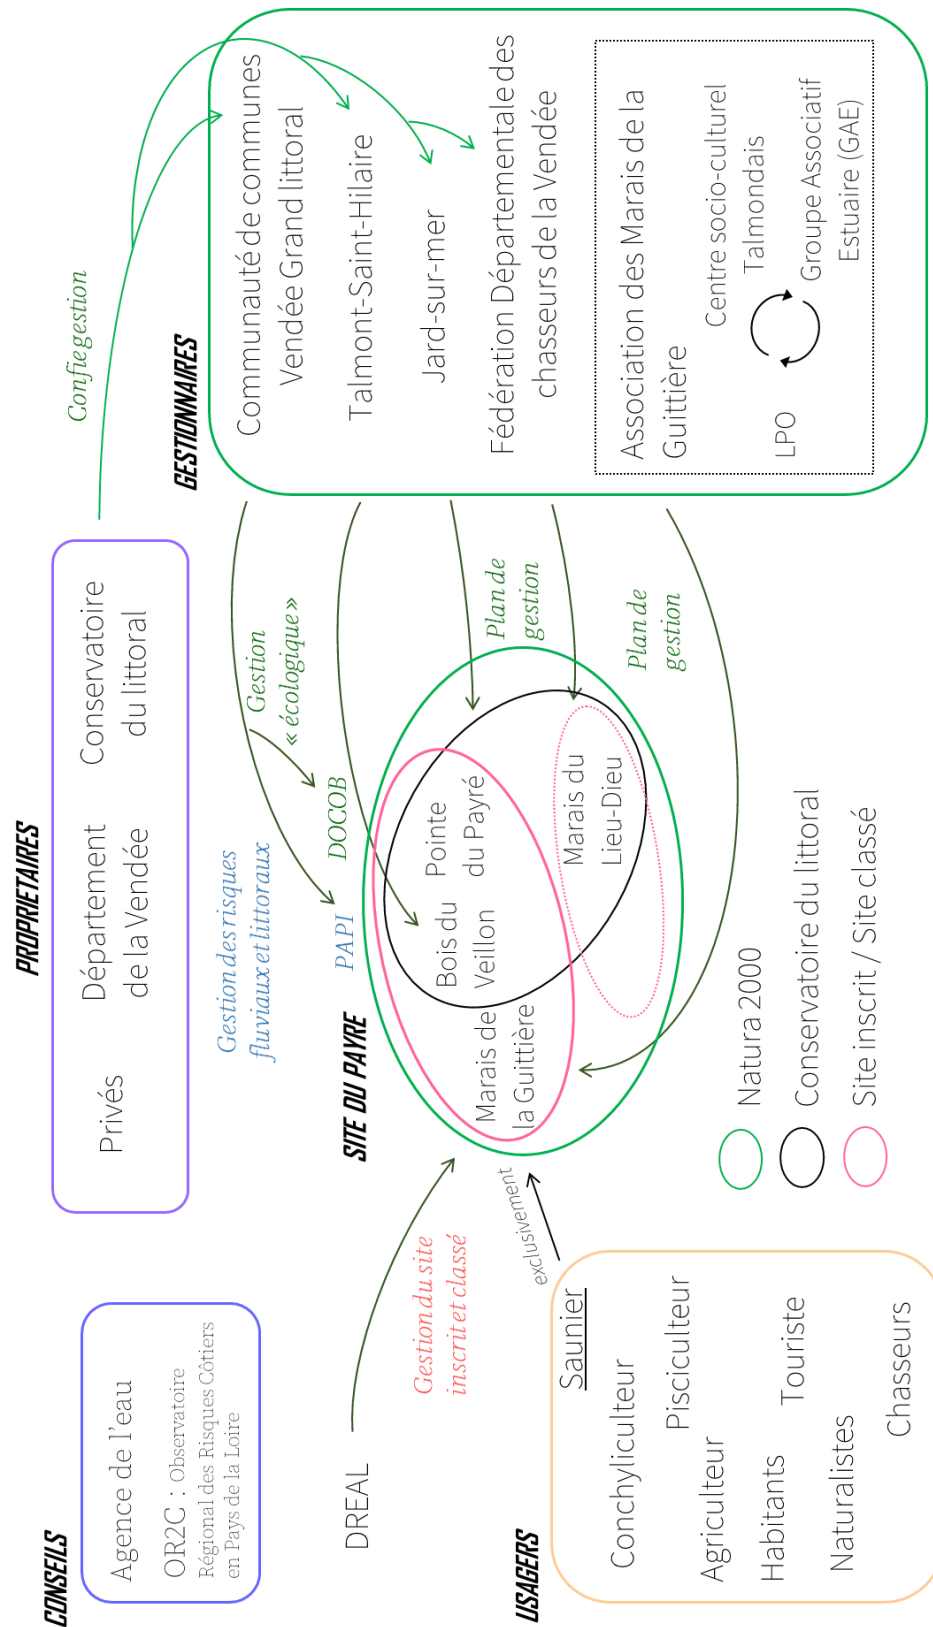 CONSEILS
Agence de l'eau
OR2C : Observatoire
Régional des Risques Côtiers
en Pays de la Loire
PROPRIETAIRES
Privés
Département
de la Vendée
Conservatoire
du littoral
Confie gestion
GESTIONNAIRES
Communauté de communes
Vendée Grand littoral
Talmont-Saint-Hilaire
Jard-sur-mer
Fédération Départementale des
chasseurs de la Vendée
Association des Marais de la
Guittière
Centre socio-culturel
Talmondais
LPO
Groupe Associatif
Estuaire (GAE)
Gestion des risques
fluviaux et littoraux
Gestion
« écologique »
PAPI
DOCOB
Plan de
gestion
Plan de
gestion
SITE DU PAYRE
Marais de
la Guittière
Bois du
Veillon
Pointe
du Payré
Marais du
Lieu-Dieu
DREAL
Gestion du site
inscrit et classé
exclusivement
USAGERS
Saunier
Conchyliculteur
Pisciculteur
Agriculteur
Habitants
Touriste
Naturalistes
Chasseurs
Natura 2000
Conservatoire du littoral
Site inscrit / Site classé